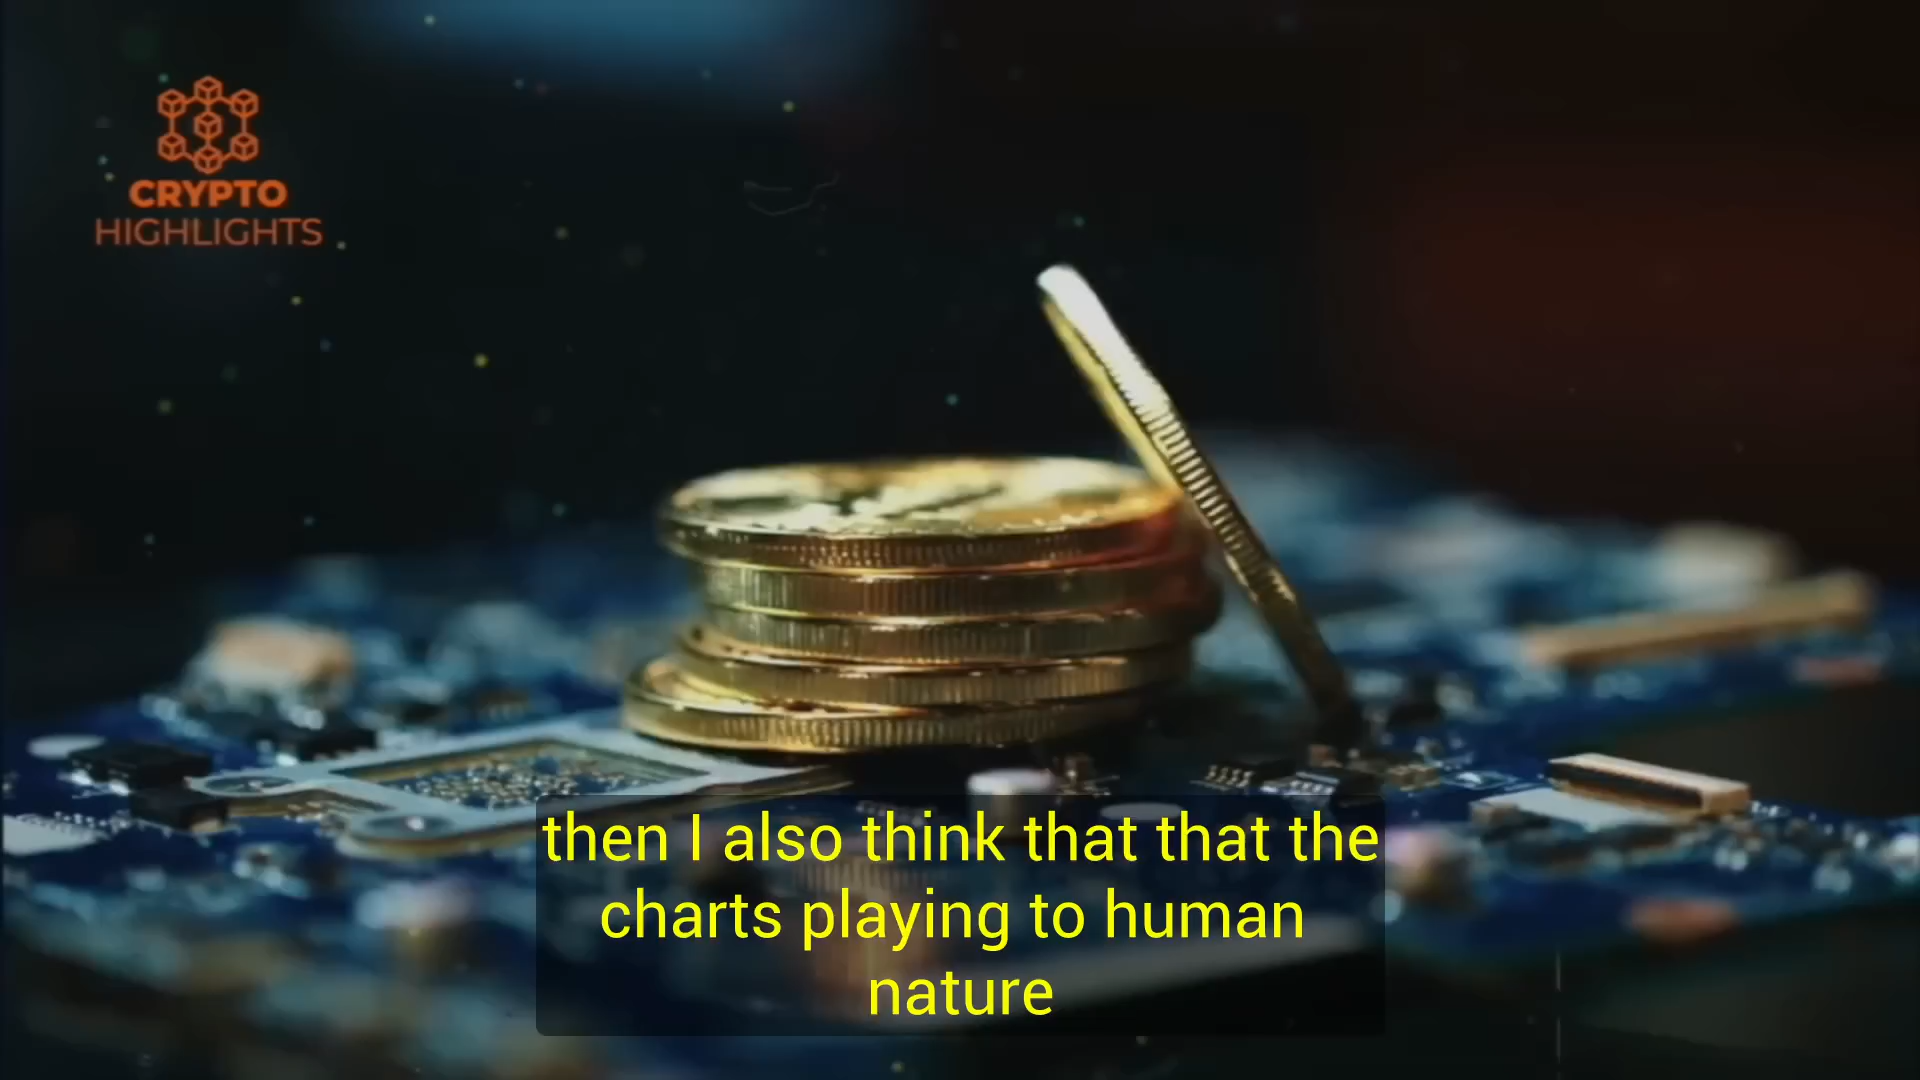 CRYPTO
HIGHLIGHTS
then I also think that that the
charts playing to human
nature